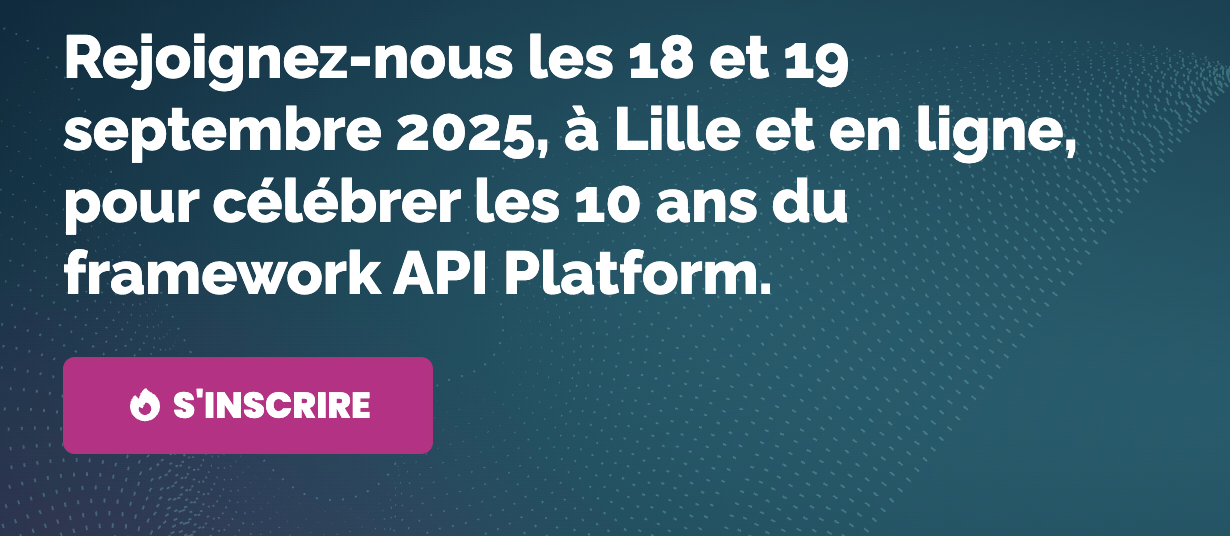 Rejoignez-nous les 18 et 19
septembre 2025, à Lille et en ligne,
pour célébrer les 10 ans du
framework API Platform.
S'INSCRIRE